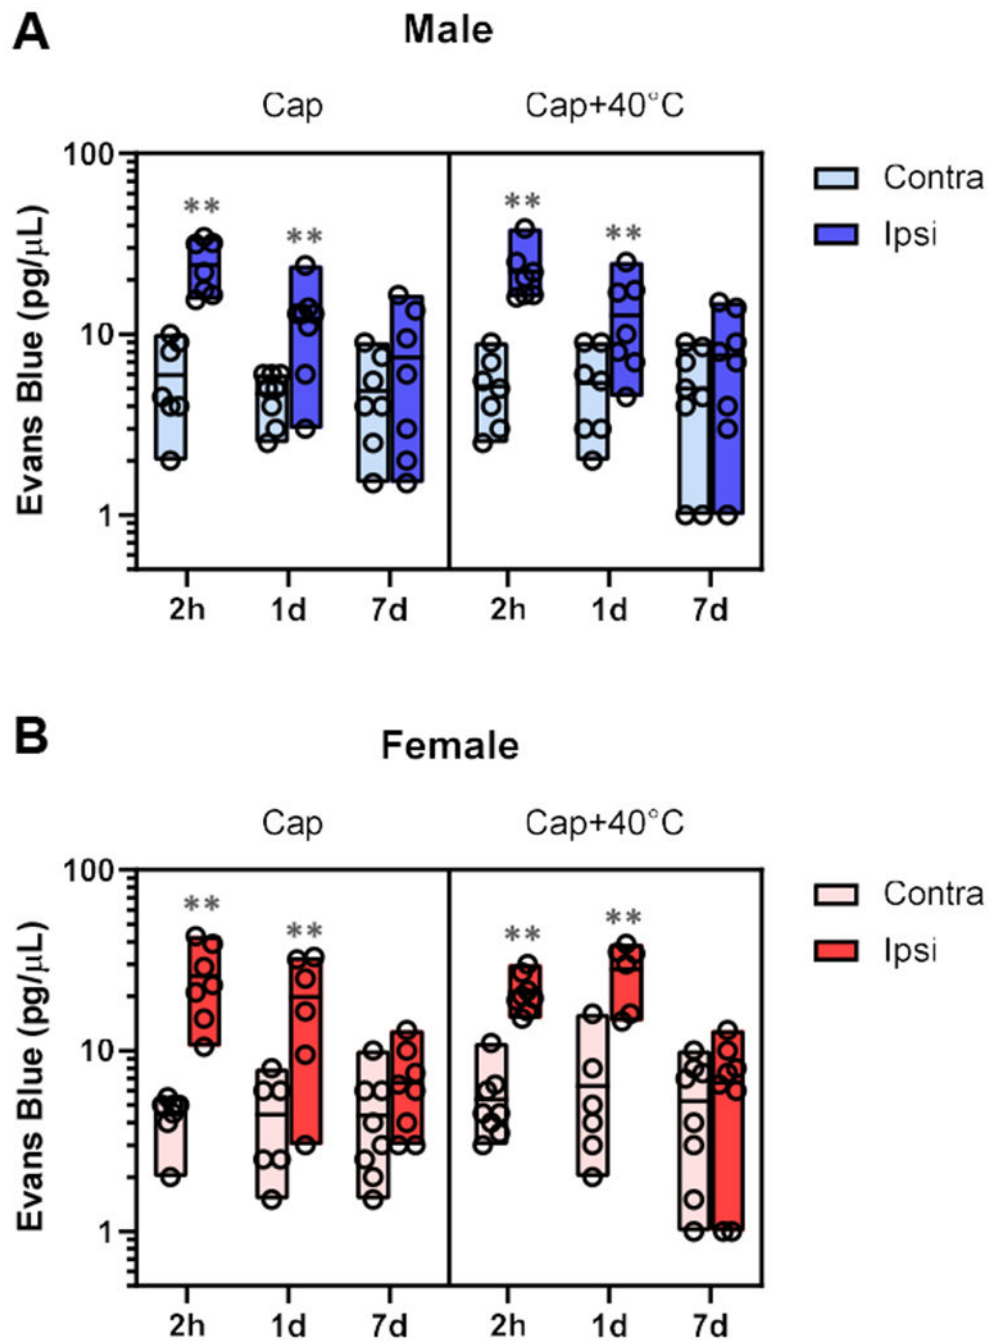 A
Male
Cap
Cap+40°C
100
10
1
Evans Blue (pg/μL)
**
**
**
**
Contra
Ipsi
2h
1d
7d
2h
1d
7d
B
Female
Cap
Cap+40°C
100
10
1
Evans Blue (pg/μL)
**
**
**
**
Contra
Ipsi
2h
1d
7d
2h
1d
7d